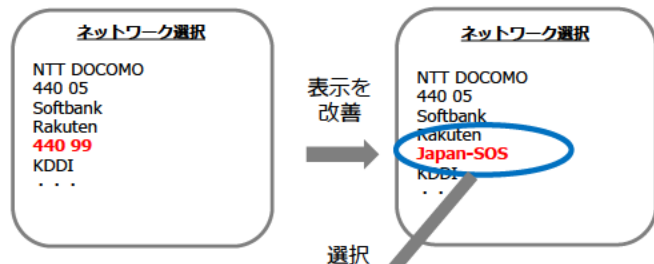 ネットワーク選択
NTT DOCOMO
440 05
Softbank
Rakuten
440 99
KDDI
・・・
表示を
改善
ネットワーク選択
NTT DOCOMO
440 05
Softbank
Rakuten
Japan-SOS
KDDI
・・
選択